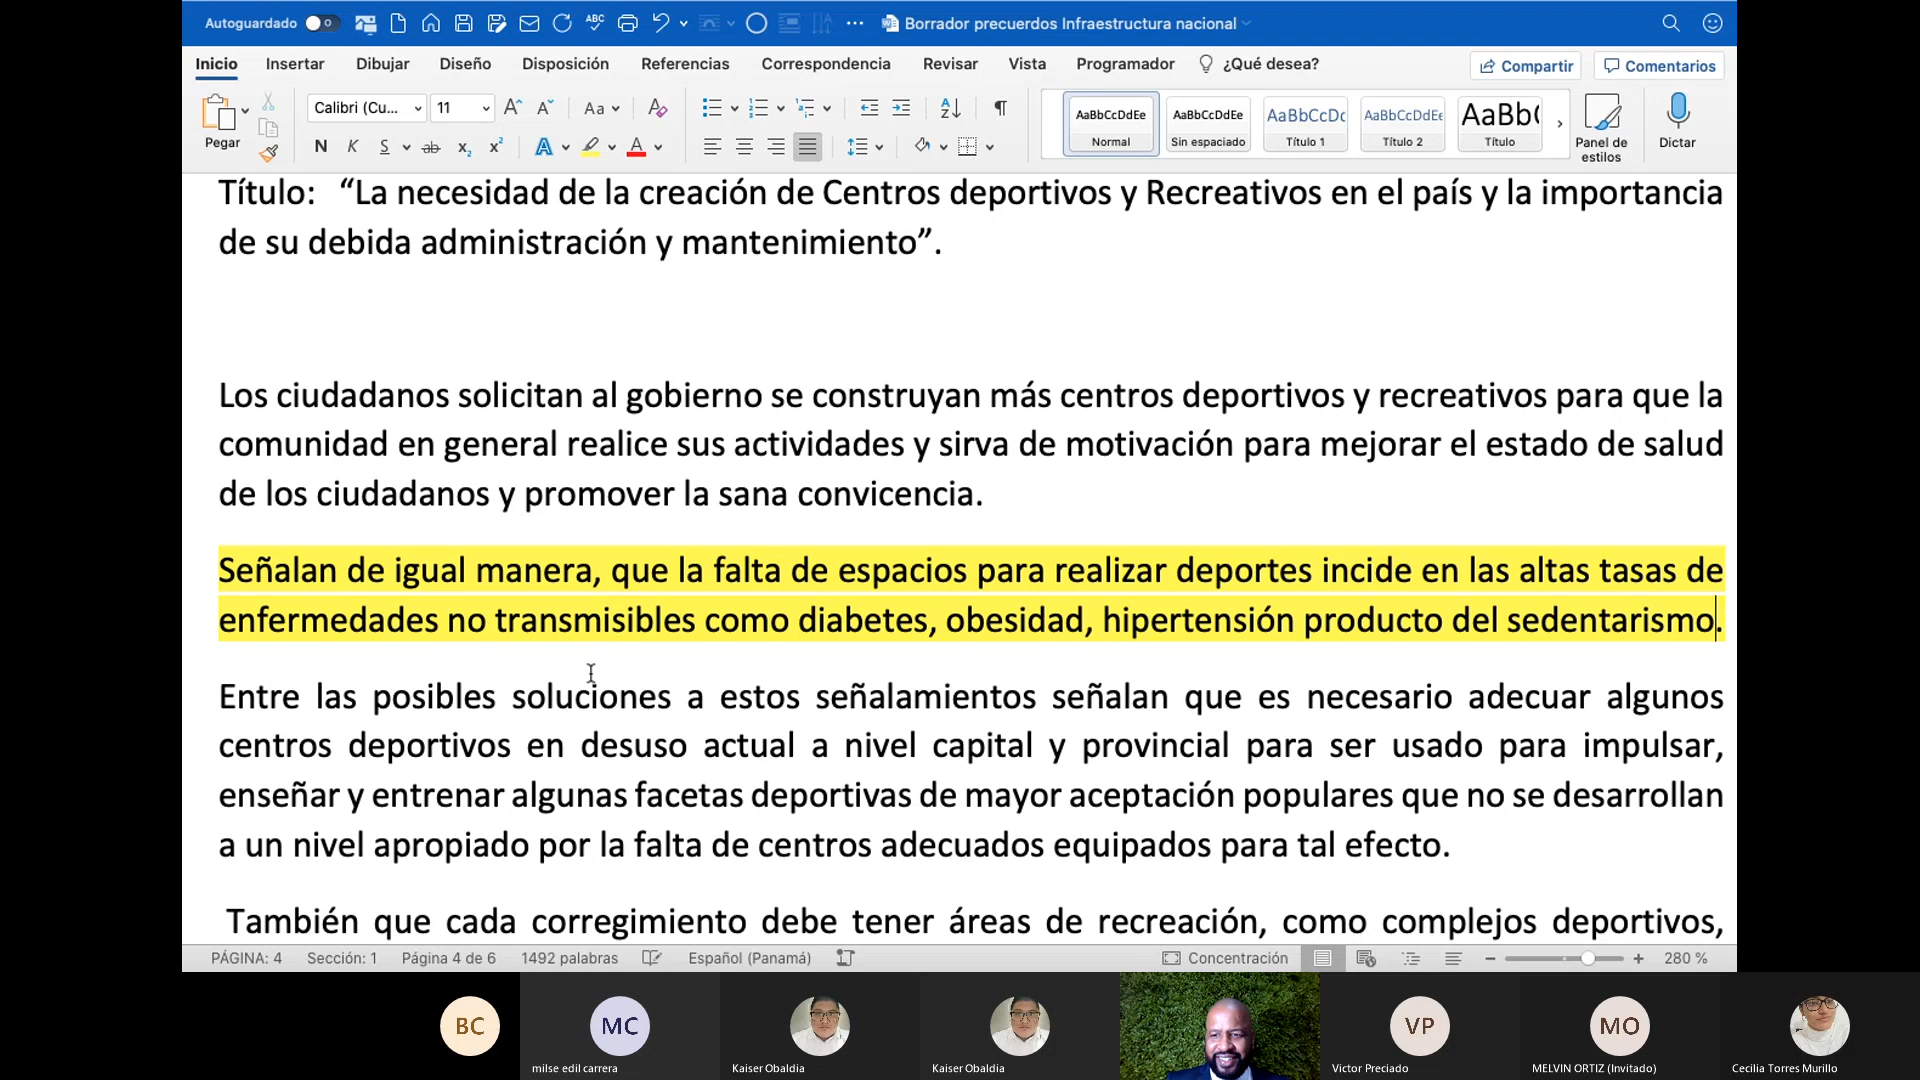 Autoguardado
ABC
Borrador precuerdos Infraestructura nacional
Inicio Insertar Dibujar Diseño Disposición Referencias Correspondencia Revisar Vista Programador ¿Qué desea? Compartir Comentarios
Pegar
Calibri (Cu... 11
N K S ab x₂ x²
AaBbCcDdEe Normal
AaBbCcDdEe Sin espaciado
AaBbCcDc Título 1
AaBbCcDdEe Título 2
AaBb( Título
Panel de
estilos
Dictar
Título: “La necesidad de la creación de Centros deportivos y Recreativos en el país y la importancia
de su debida administración y mantenimiento”.
Los ciudadanos solicitan al gobierno se construyan más centros deportivos y recreativos para que la
comunidad en general realice sus actividades y sirva de motivación para mejorar el estado de salud
de los ciudadanos y promover la sana convicencia.
Señalan de igual manera, que la falta de espacios para realizar deportes incide en las altas tasas de
enfermedades no transmisibles como diabetes, obesidad, hipertensión producto del sedentarismo.
Entre las posibles soluciones a estos señalamientos señalan que es necesario adecuar algunos
centros deportivos en desuso actual a nivel capital y provincial para ser usado para impulsar,
enseñar y entrenar algunas facetas deportivas de mayor aceptación populares que no se desarrollan
a un nivel apropiado por la falta de centros adecuados equipados para tal efecto.
También que cada corregimiento debe tener áreas de recreación, como complejos deportivos,
PÁGINA: 4 Sección: 1 Página 4 de 6 1492 palabras Español (Panamá) Concentración 280 %
BC MC VP MO
milse edil carrera Kaiser Obaldia Kaiser Obaldia Victor Preciado MELVIN ORTIZ (Invitado) Cecilia Torres Murillo